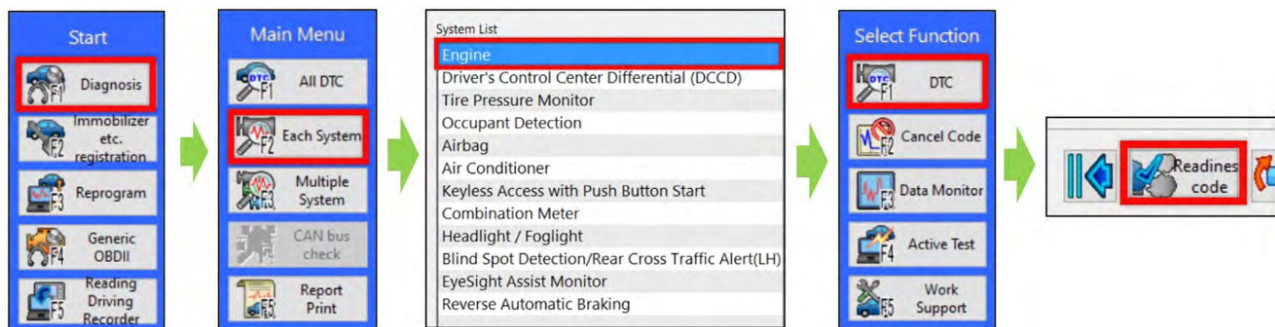 Start
DTC
F1
Diagnosis
F2
Immobilizer
etc.
registration
F3
Reprogram
F4
Generic
OBDII
F5
Reading
Driving
Recorder
Main Menu
DTC
F1
All DTC
F2
Each System
F3
Multiple
System
CAN bus
check
F5
Report
Print
System List
Engine
Driver's Control Center Differential (DCCD)
Tire Pressure Monitor
Occupant Detection
Airbag
Air Conditioner
Keyless Access with Push Button Start
Combination Meter
Headlight / Foglight
Blind Spot Detection/Rear Cross Traffic Alert(LH)
EyeSight Assist Monitor
Reverse Automatic Braking
Select Function
DTC
F1
DTC
F2
Cancel Code
F3
Data Monitor
F4
Active Test
F5
Work
Support
Readines
code